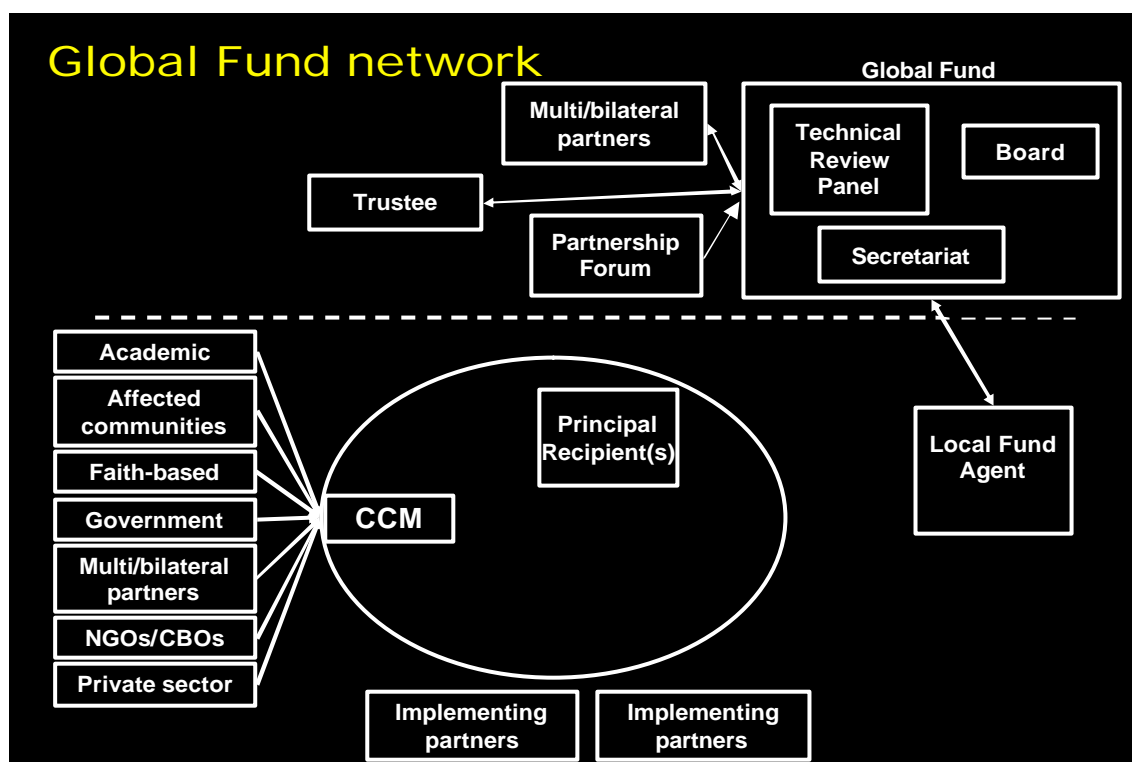 Global Fund network
Global Fund
Multi/bilateral
partners
Technical
Review
Panel
Board
Trustee
Partnership
Forum
Secretariat
Academic
Affected
communities
Faith-based
Government
Multi/bilateral
partners
NGOs/CBOs
Private sector
CCM
Principal
Recipient(s)
Local Fund
Agent
Implementing
partners
Implementing
partners